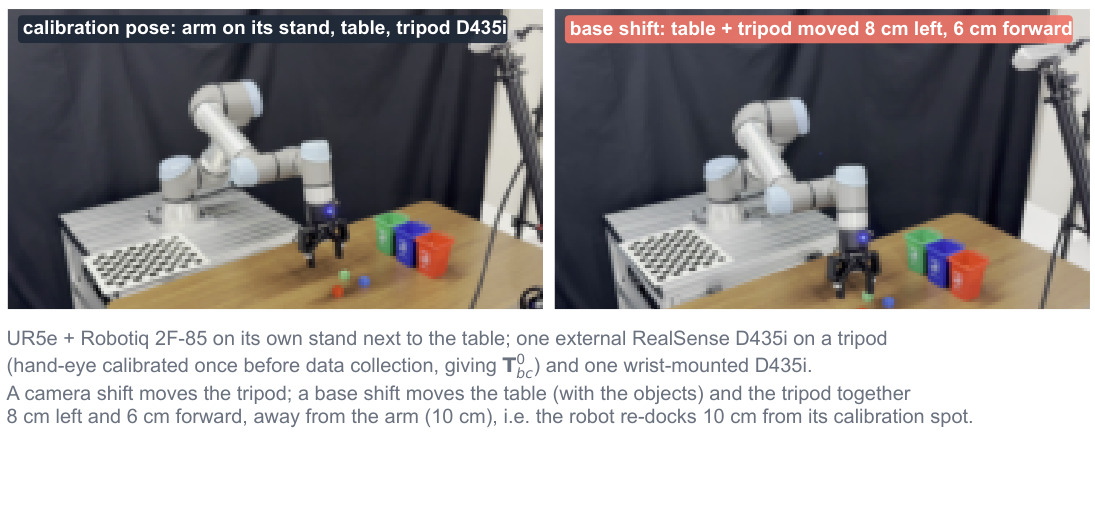 calibration pose: arm on its stand, table, tripod D435i
base shift: table + tripod moved 8 cm left, 6 cm forward
UR5e + Robotiq 2F-85 on its own stand next to the table; one external RealSense D435i on a tripod
(hand-eye calibrated once before data collection, giving $\mathbf{T}^0_{bc}$) and one wrist-mounted D435i.
A camera shift moves the tripod; a base shift moves the table (with the objects) and the tripod together
8 cm left and 6 cm forward, away from the arm (10 cm), i.e. the robot re-docks 10 cm from its calibration spot.